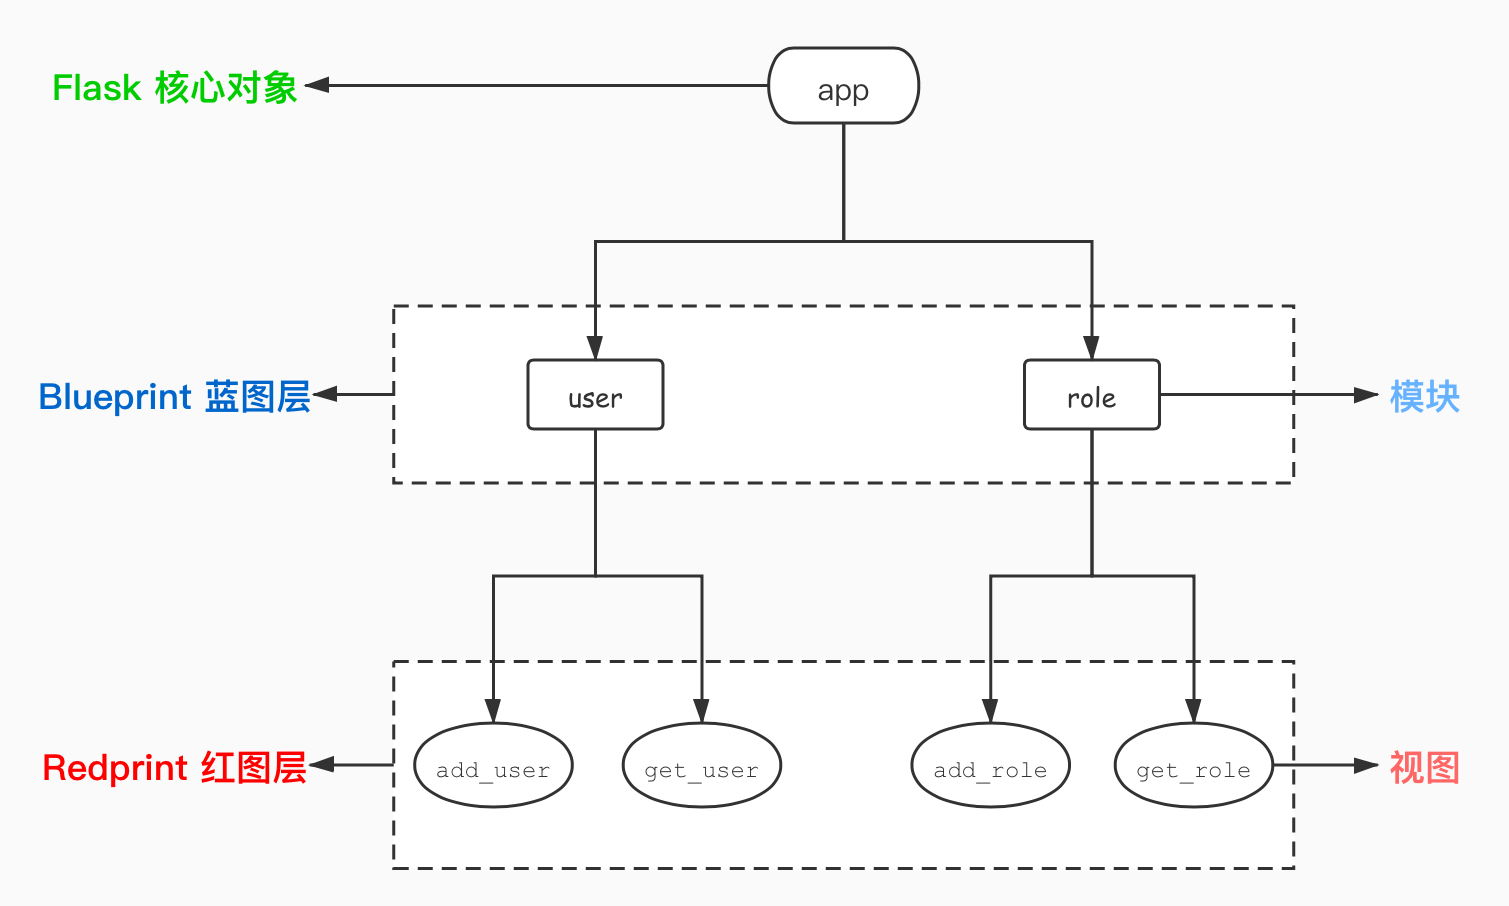 Flask 核心对象
app
Blueprint 蓝图层
user
role
模块
Redprint 红图层
add_user
get_user
add_role
get_role
视图